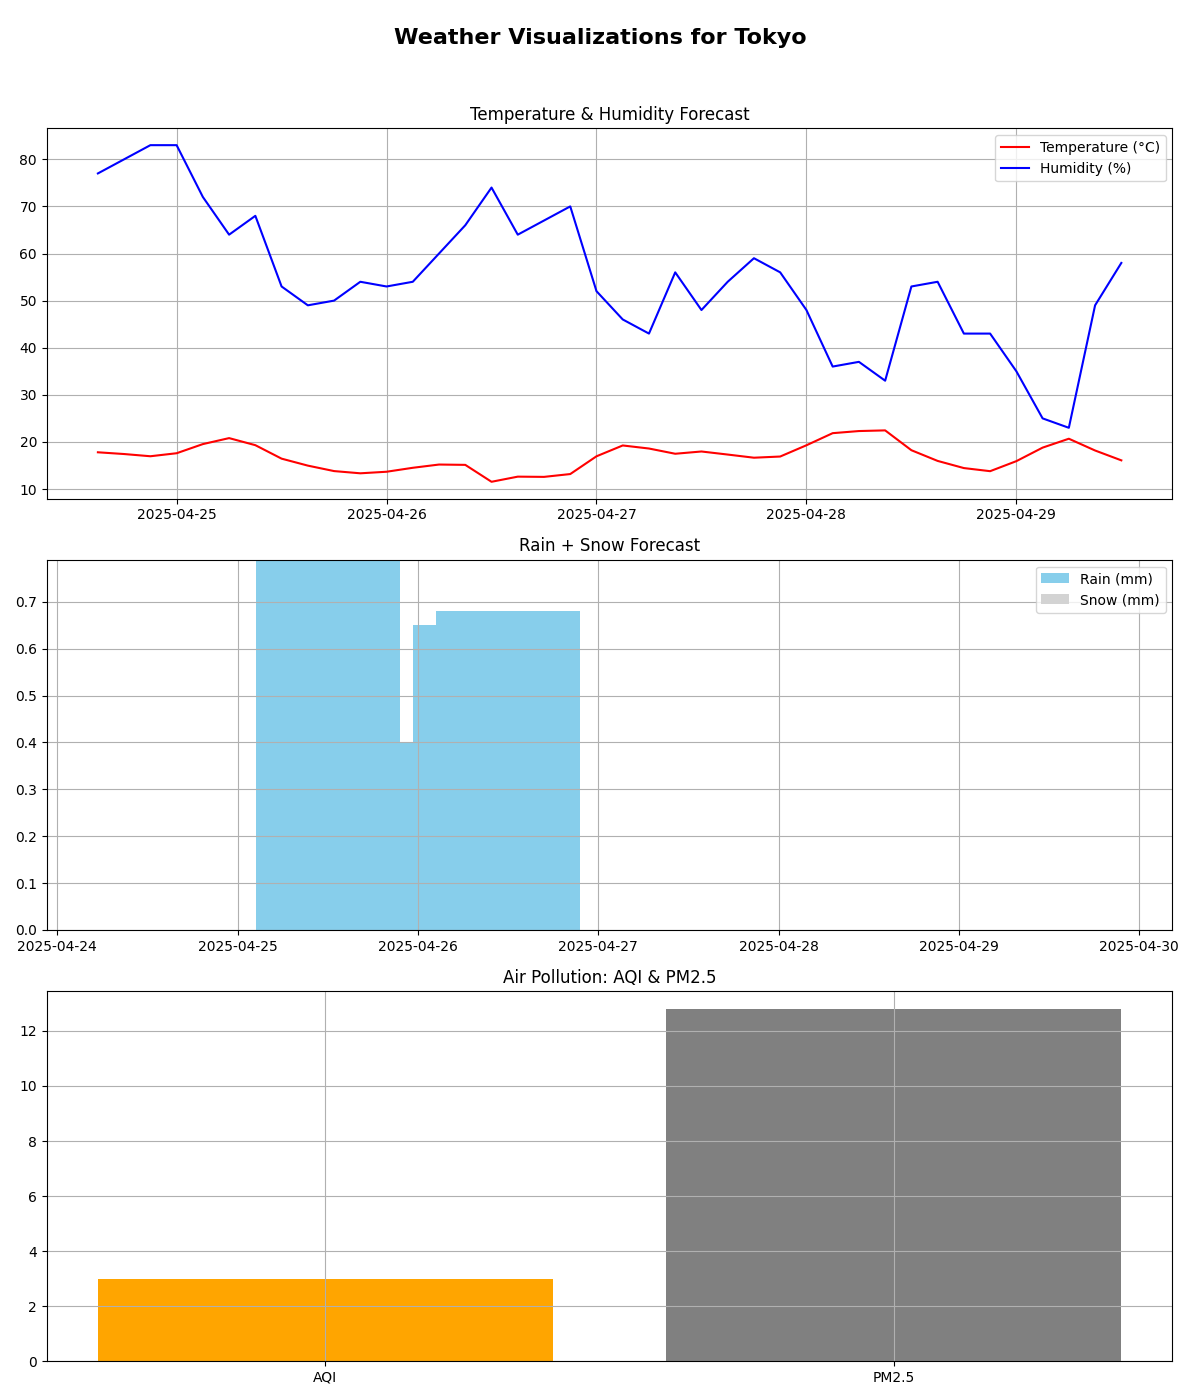 Weather Visualizations for Tokyo
Temperature & Humidity Forecast
Temperature (°C)
Humidity (%)
80
70
60
50
40
30
20
10
2025-04-25 2025-04-26 2025-04-27 2025-04-28 2025-04-29
Rain + Snow Forecast
Rain (mm)
Snow (mm)
0.7
0.6
0.5
0.4
0.3
0.2
0.1
0.0
2025-04-24 2025-04-25 2025-04-26 2025-04-27 2025-04-28 2025-04-29 2025-04-30
Air Pollution: AQI & PM2.5
12
10
8
6
4
2
0
AQI PM2.5